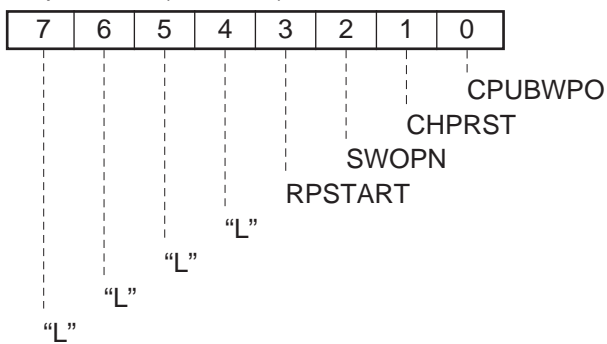 7 6 5 4 3 2 1 0
CPUBWPO
CHPRST
SWOPN
RPSTART
“L”
“L”
“L”
“L”